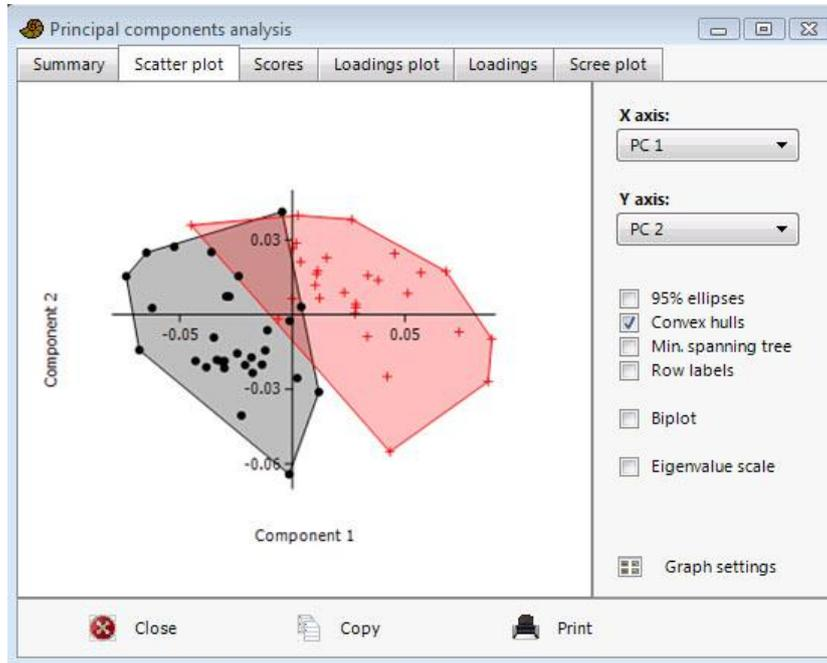 Principal components analysis
Summary Scatter plot Scores Loadings plot Loadings Scree plot
X axis:
PC 1
Y axis:
PC 2
0.03
-0.05 0.05
-0.03
-0.06
Component 2
Component 1
95% ellipses
Convex hulls
Min. spanning tree
Row labels
Biplot
Eigenvalue scale
Graph settings
Close Copy Print